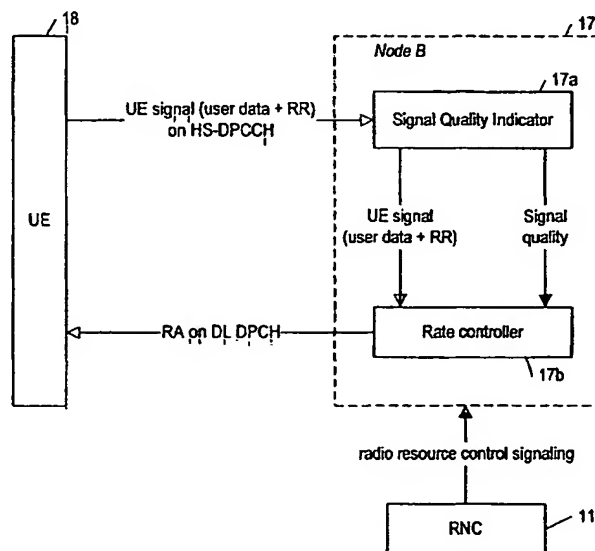 18
17
Node B
17a
UE signal (user data + RR)
on HS-DPCCH
Signal Quality Indicator
UE
UE signal
(user data + RR)
Signal
quality
RA on DL DPCH
Rate controller
17b
radio resource control signaling
RNC
11